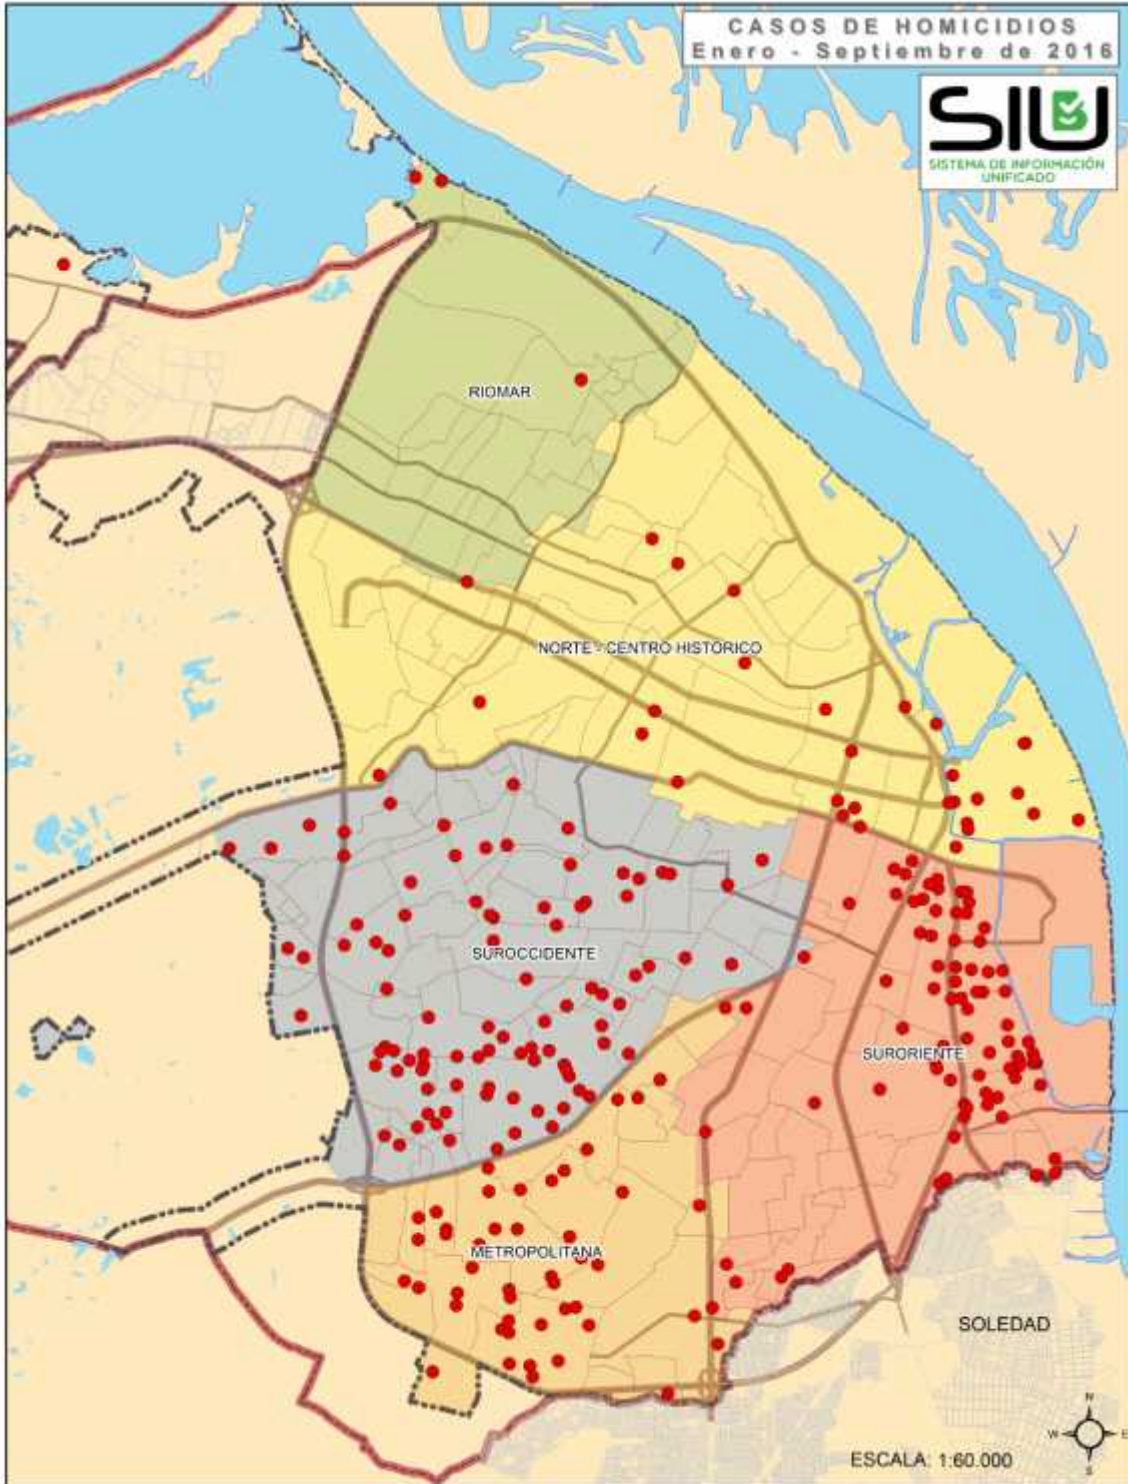 CASOS DE HOMICIDIOS
Enero - Septiembre de 2016
SIU
B
SISTEMA DE INFORMACIÓN
UNIFICADO
RIOMAR
NORTE - CENTRO HISTÓRICO
SUROCCIDENTE
SURORIENTE
METROPOLITANA
SOLEDAD
N
W
E
S
ESCALA: 1:60.000